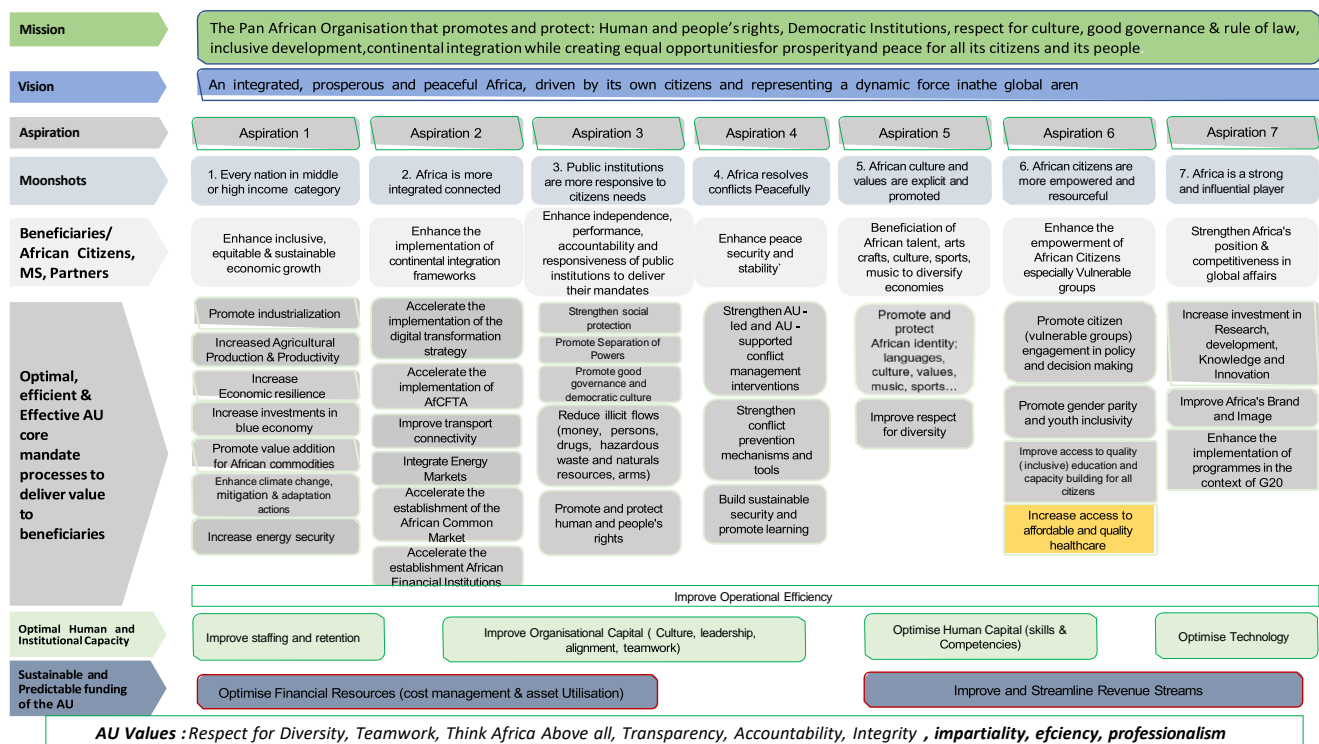 Mission
The Pan African Organisation that promotes and protect: Human and people's rights, Democratic Institutions, respect for culture, good governance & rule of law,
inclusive development,continental integration while creating equal opportunitiesfor prosperityand peace for all its citizens and its people.
Vision
An integrated, prosperous and peaceful Africa, driven by its own citizens and representing a dynamic force inathe global aren
Aspiration
Aspiration 1
Aspiration 2
Aspiration 3
Aspiration 4
Aspiration 5
Aspiration 6
Aspiration 7
Moonshots
1. Every nation in middle
or high income category
2. Africa is more
integrated connected
3. Public institutions
are more responsive to
citizens needs
4. Africa resolves
conflicts Peacefully
5. African culture and
values are explicit and
promoted
6. African citizens are
more empowered and
resourceful
7. Africa is a strong
and influential player
Beneficiaries/
African Citizens,
MS, Partners
Enhance inclusive,
equitable & sustainable
economic growth
Enhance the
implementation of
continental integration
frameworks
Enhance independence,
performance,
accountability and
responsiveness of public
institutions to deliver
their mandates
Enhance peace
security and
stability`
Beneficiation of
African talent, arts
crafts, culture, sports,
music to diversify
economies
Enhance the
empowerment of
African Citizens
especially Vulnerable
groups
Strengthen Africa's
position &
competitiveness in
global affairs
Optimal,
efficient &
Effective AU
core
mandate
processes to
deliver value
to
beneficiaries
Promote industrialization
Increased Agricultural
Production & Productivity
Increase
Economic resilience
Increase investments in
blue economy
Promote value addition
for African commodities
Enhance climate change,
mitigation & adaptation
actions
Increase energy security
Accelerate the
implementation of the
digital transformation
strategy
Accelerate the
implementation of
AfCFTA
Improve transport
connectivity
Integrate Energy
Markets
Accelerate the
establishment of the
African Common
Market
Accelerate the
establishment African
Financial Institutions
Strengthen social
protection
Promote Separation of
Powers
Promote good
governance and
democratic culture
Reduce illicit flows
(money, persons,
drugs, hazardous
waste and naturals
resources, arms)
Promote and protect
human and people's
rights
Strengthen AU -
led and AU -
supported
conflict
management
interventions
Strengthen
conflict
prevention
mechanisms and
tools
Build sustainable
security and
promote learning
Promote and
protect
African identity;
languages,
culture, values,
music, sports...
Improve respect
for diversity
Promote citizen
(vulnerable groups)
engagement in policy
and decision making
Promote gender parity
and youth inclusivity
Improve access to quality
( inclusive) education and
capacity building for all
citizens
Increase access to
affordable and quality
healthcare
Increase investment in
Research,
development,
Knowledge and
Innovation
Improve Africa's Brand
and Image
Enhance the
implementation of
programmes in the
context of G20
Improve Operational Efficiency
Optimal Human and
Institutional Capacity
Improve staffing and retention
Improve Organisational Capital ( Culture, leadership,
alignment, teamwork)
Optimise Human Capital (skills &
Competencies)
Optimise Technology
Sustainable and
Predictable funding
of the AU
Optimise Financial Resources (cost management & asset Utilisation)
Improve and Streamline Revenue Streams
AU Values : Respect for Diversity, Teamwork, Think Africa Above all, Transparency, Accountability, Integrity , impartiality, efciency, professionalism